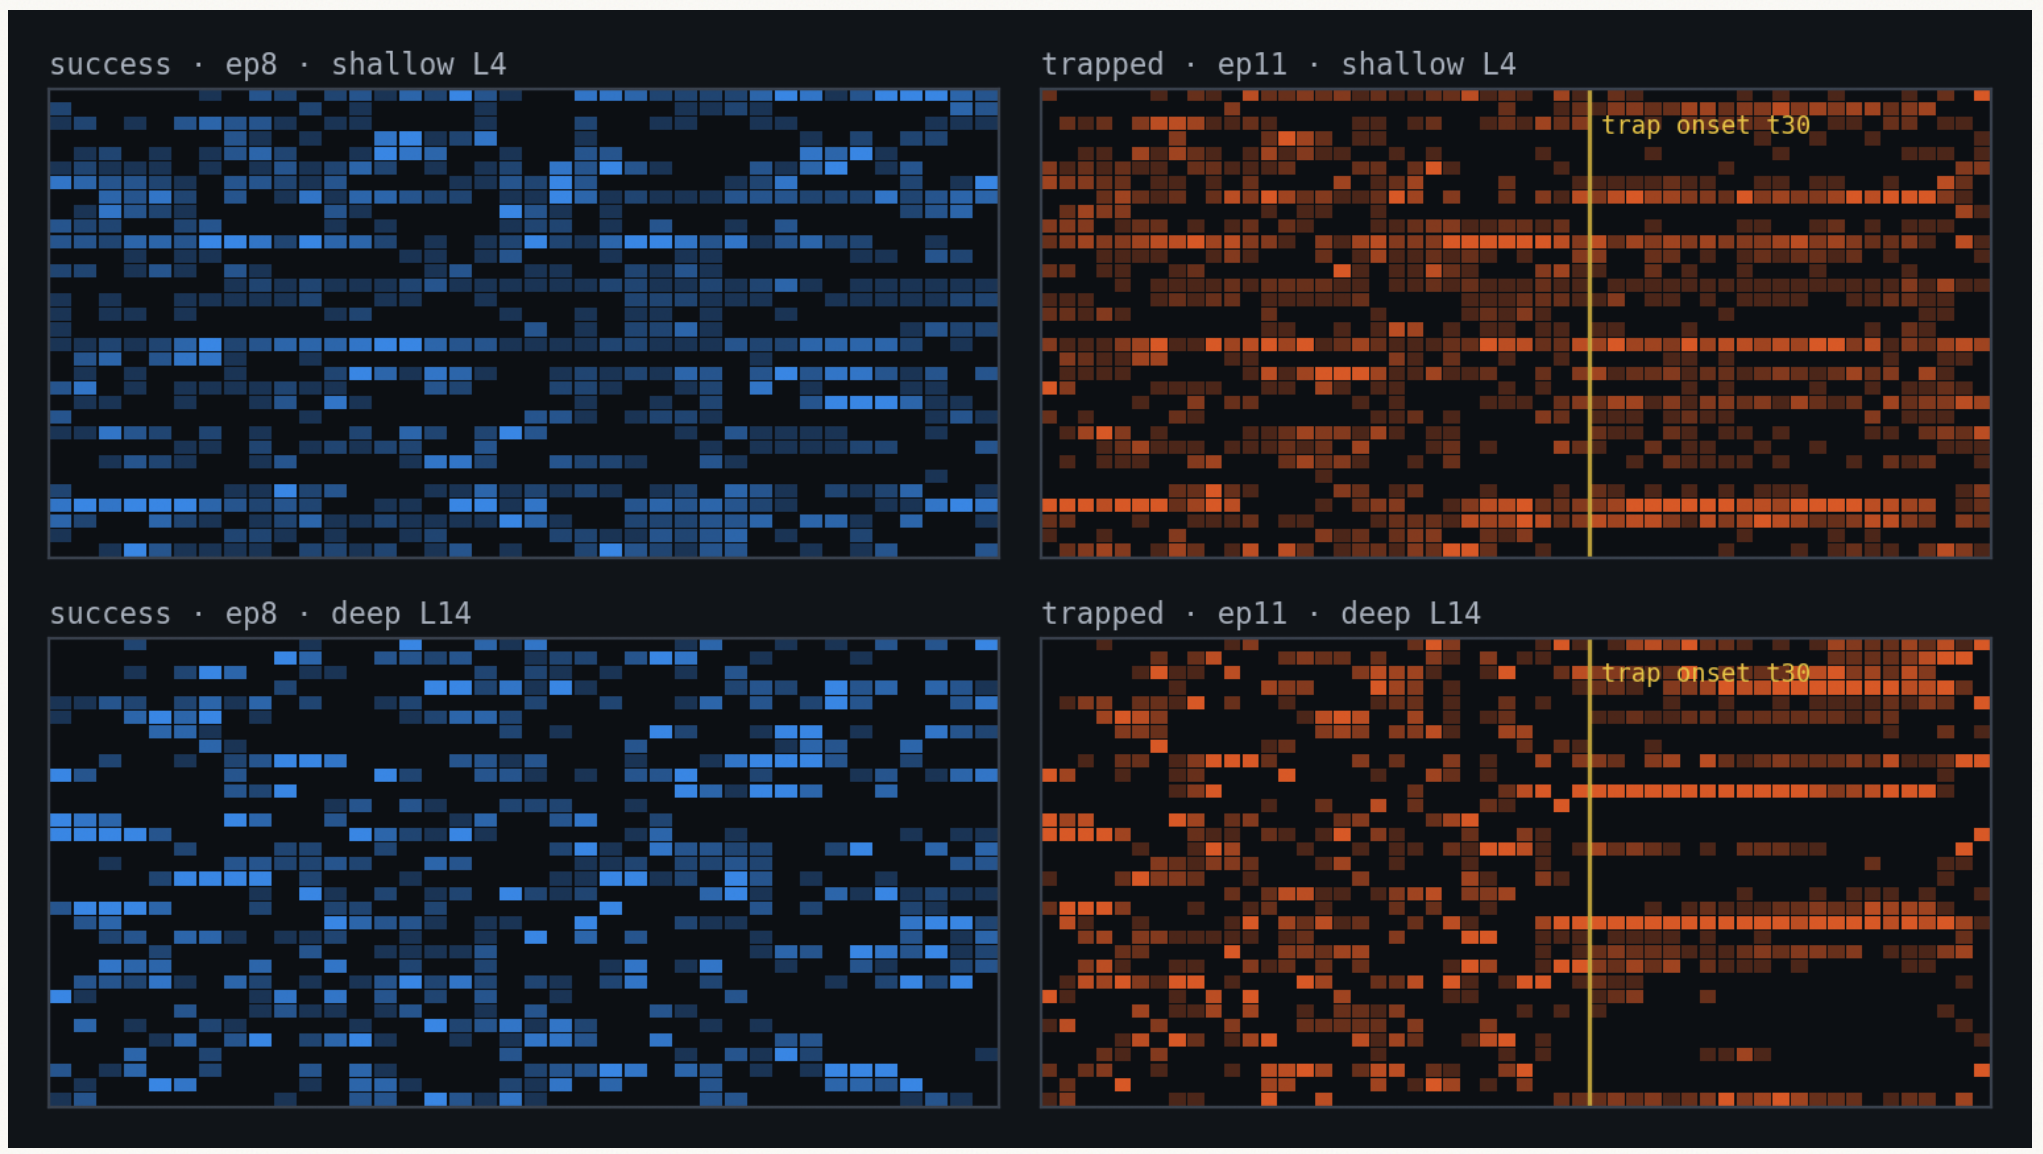 success · ep8 · shallow L4
trapped · ep11 · shallow L4
trap onset t30
success · ep8 · deep L14
trapped · ep11 · deep L14
trap onset t30